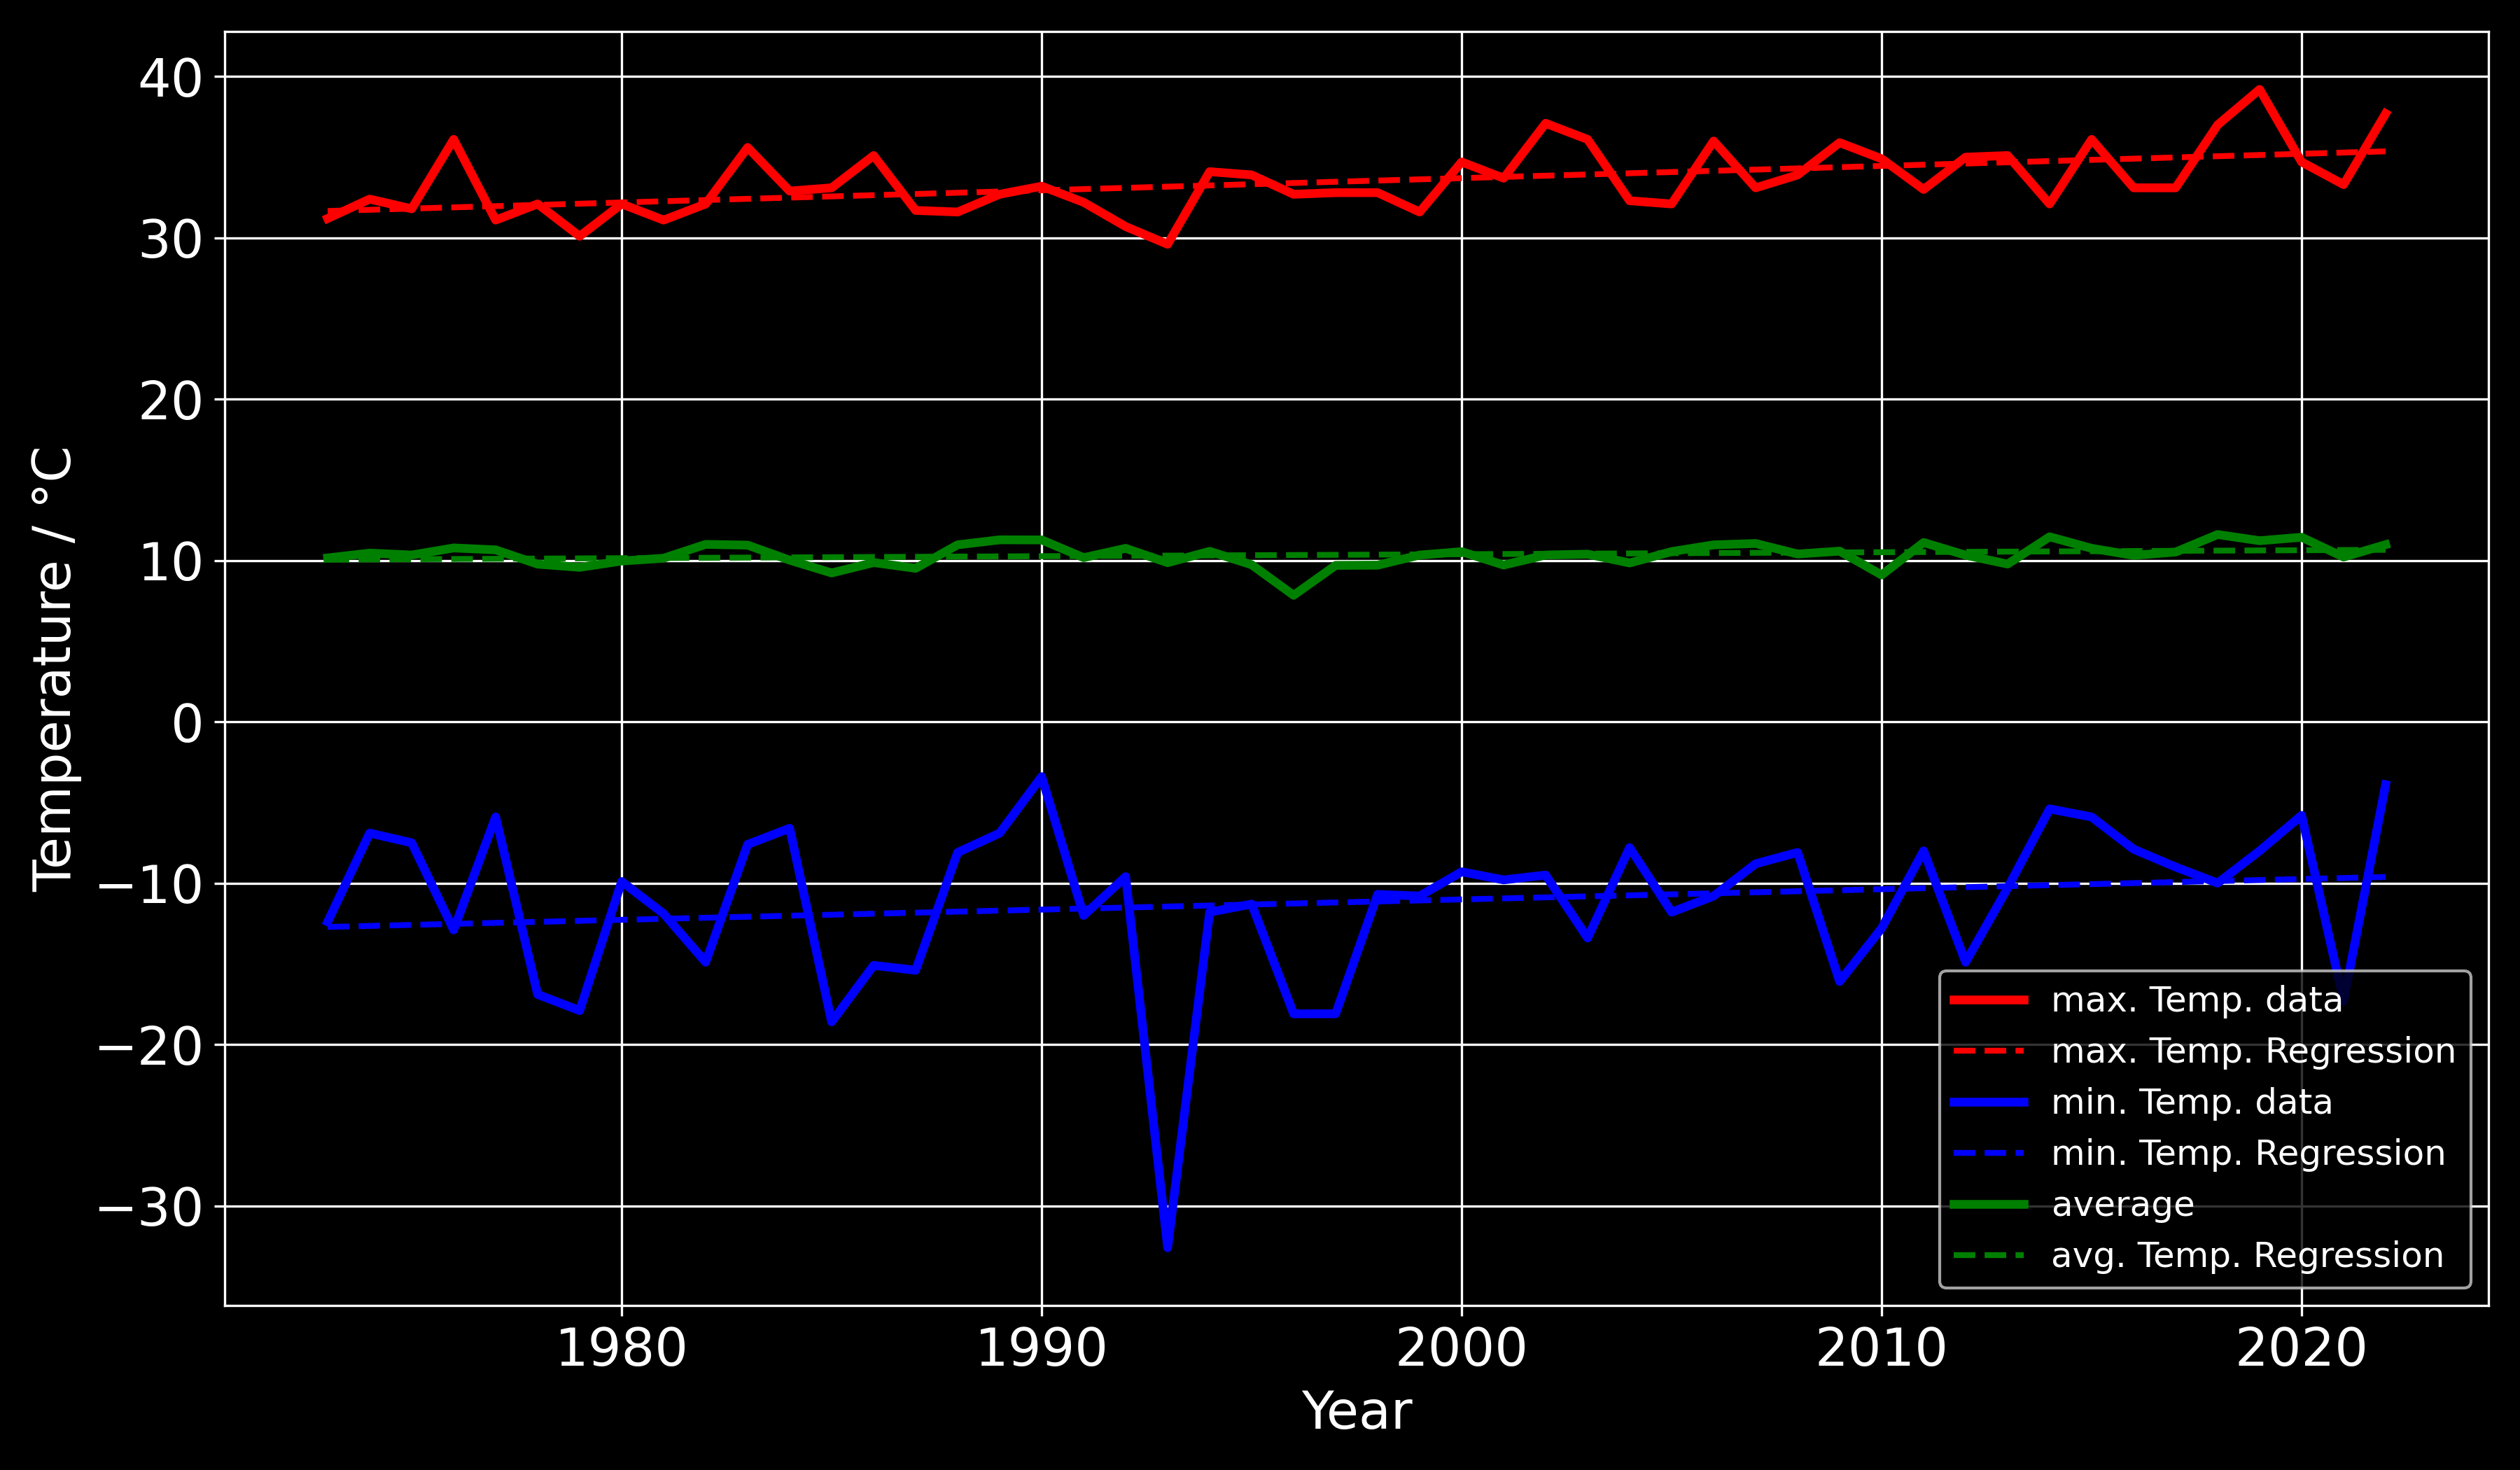 40
30
20
10
0
−10
−20
−30
Temperature / °C
max. Temp. data
max. Temp. Regression
min. Temp. data
min. Temp. Regression
average
avg. Temp. Regression
1980 1990 2000 2010 2020
Year